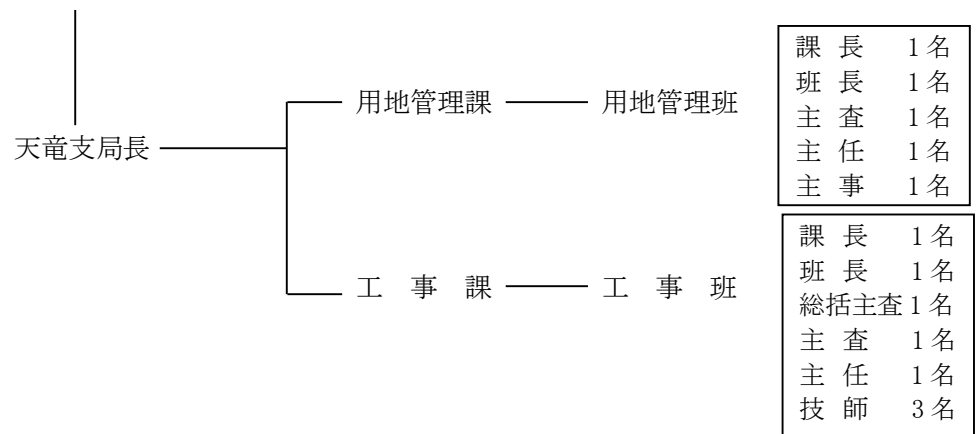 天竜支局長
用地管理課 用地管理班
課 長 1名
班 長 1名
主 査 1名
主 任 1名
主 事 1名
工 事 課 工 事 班
課 長 1名
班 長 1名
総括主査1名
主 査 1名
主 任 1名
技 師 3名